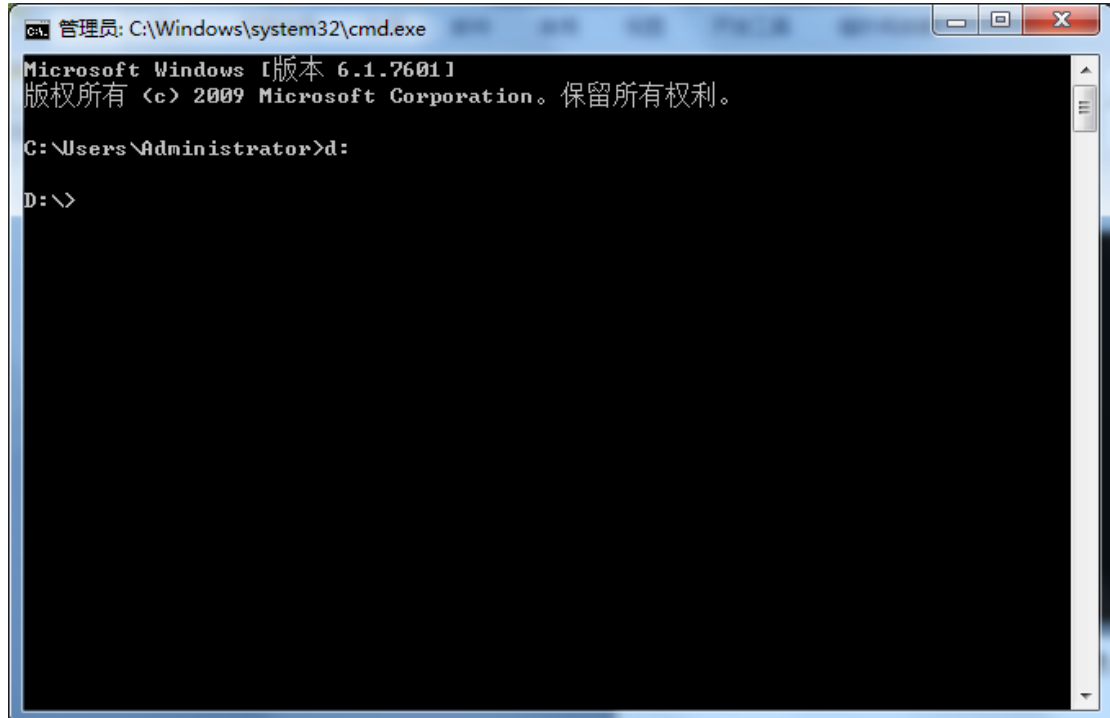 管理员: C:\Windows\system32\cmd.exe
Microsoft Windows [版本 6.1.7601]
版权所有 (c) 2009 Microsoft Corporation。保留所有权利。
C:\Users\Administrator>d:
D:\>